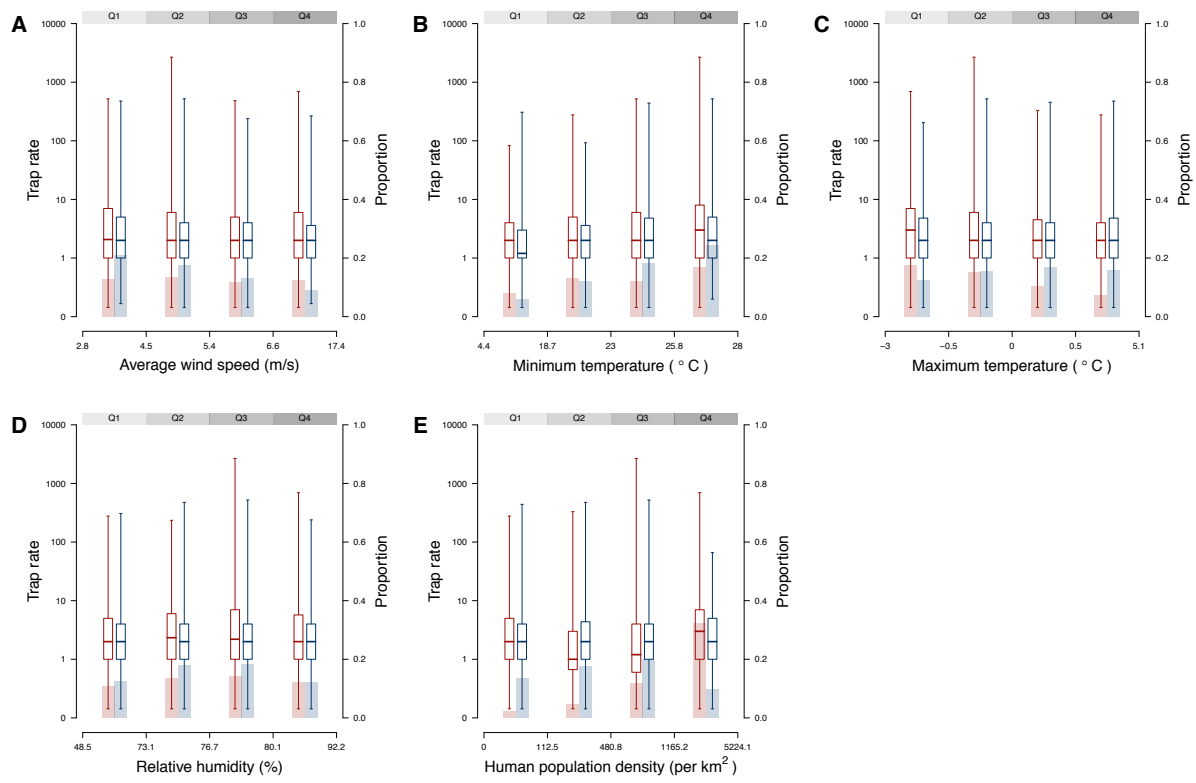 A
Q1 Q2 Q3 Q4
10000
1000
100
10
1
0
Trap rate
1.0
0.8
0.6
0.4
0.2
0.0
Proportion
2.8 4.5 5.4 6.6 17.4
Average wind speed (m/s)
B
Q1 Q2 Q3 Q4
10000
1000
100
10
1
0
Trap rate
1.0
0.8
0.6
0.4
0.2
0.0
Proportion
4.4 18.7 23 25.8 28
Minimum temperature ( ° C )
C
Q1 Q2 Q3 Q4
10000
1000
100
10
1
0
Trap rate
1.0
0.8
0.6
0.4
0.2
0.0
Proportion
−3 −0.5 0 0.5 5.1
Maximum temperature ( ° C )
D
Q1 Q2 Q3 Q4
10000
1000
100
10
1
0
Trap rate
1.0
0.8
0.6
0.4
0.2
0.0
Proportion
48.5 73.1 76.7 80.1 92.2
Relative humidity (%)
E
Q1 Q2 Q3 Q4
10000
1000
100
10
1
0
Trap rate
1.0
0.8
0.6
0.4
0.2
0.0
Proportion
0 112.5 480.8 1165.2 5224.1
Human population density (per km²)